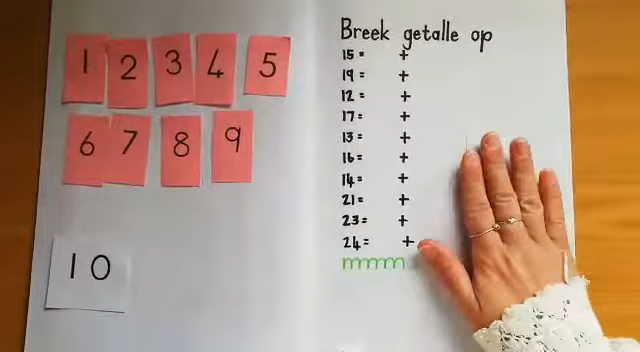 1 2 3 4 5
6 7 8 9
10
Breek getalle op
15 = +
19 = +
12 = +
17 = +
13 = +
16 = +
14 = +
21 = +
23 = +
24 = +